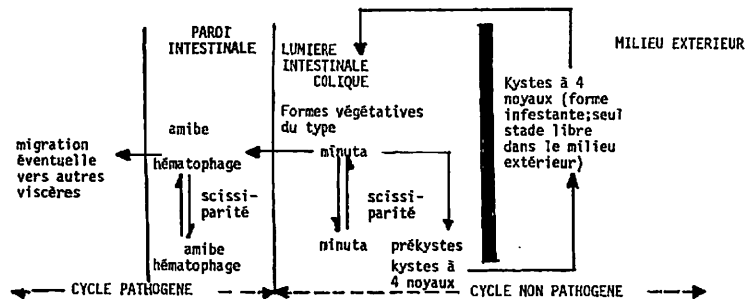 PAROI
INTESTINALE
LUMIERE
INTESTINALE
COLIQUE
MILIEU EXTERIEUR
Kystes à 4
noyaux (forme
infestante;seul
stade libre
dans le milieu
extérieur)
Formes végétatives
du type
amibe
hématophage
minuta
migration
éventuelle
vers autres
viscères
scissi-
parité
scissi-
parité
amibe
hématophage
minuta
prékystes
kystes à
4 noyaux
CYCLE PATHOGENE
CYCLE NON PATHOGENE